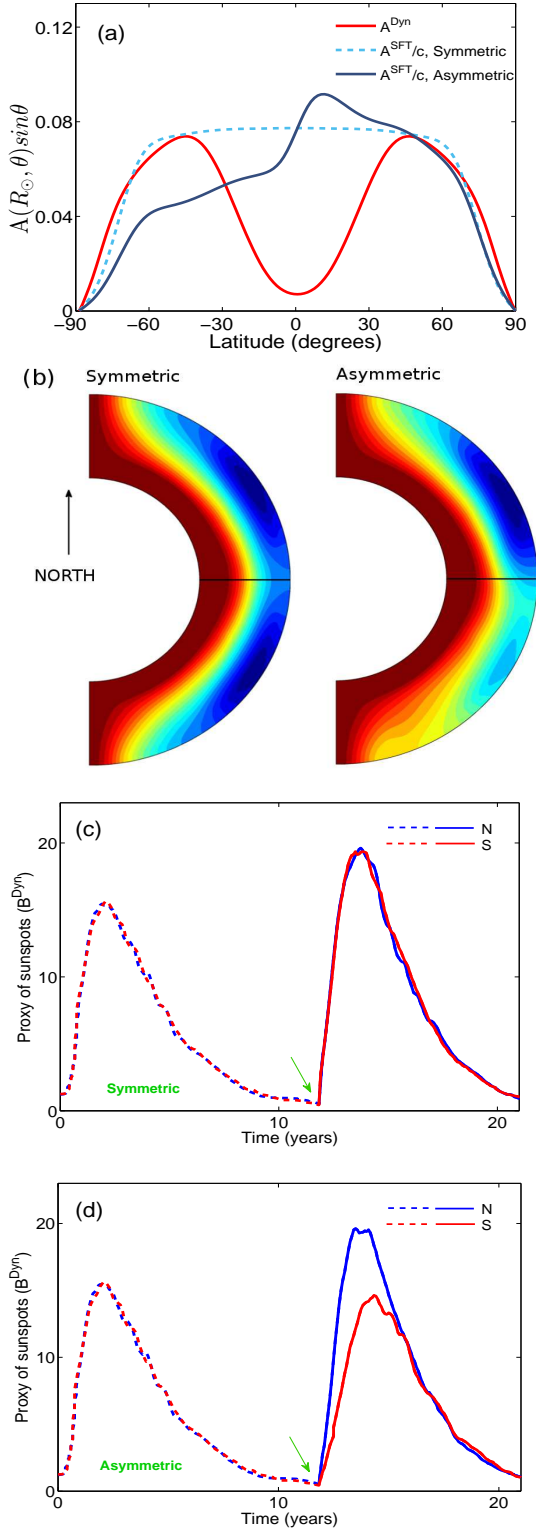 (a)
A^Dyn
A^SFT/c, Symmetric
A^SFT/c, Asymmetric
A(R⊙, θ)sinθ
0.12
0.08
0.04
0
−90 −60 −30 0 30 60 90
Latitude (degrees)
(b)
Symmetric
Asymmetric
NORTH
(c)
N
S
Proxy of sunspots (B^Dyn)
20
10
0
Symmetric
0 10 20
Time (years)
(d)
N
S
Proxy of sunspots (B^Dyn)
20
10
0
Asymmetric
0 10 20
Time (years)